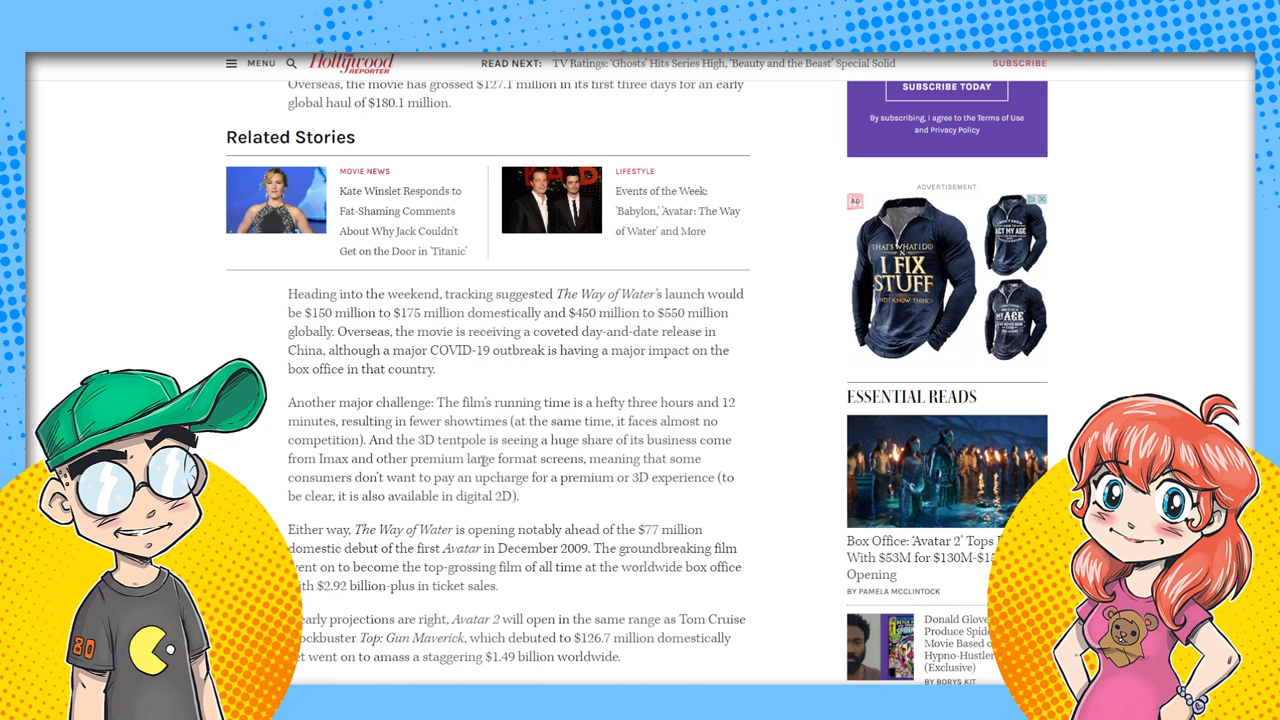 MENU
The Hollywood REPORTER
READ NEXT: TV Ratings: 'Ghosts' Hits Series High, 'Beauty and the Beast' Special Solid
SUBSCRIBE
Overseas, the movie has grossed $127.1 million in its first three days for an early
global haul of $180.1 million.
Related Stories
MOVIE NEWS
Kate Winslet Responds to
Fat-Shaming Comments
About Why Jack Couldn't
Get on the Door in 'Titanic'
LIFESTYLE
Events of the Week:
'Babylon,' 'Avatar: The Way
of Water' and More
Heading into the weekend, tracking suggested The Way of Water's launch would
be $150 million to $175 million domestically and $450 million to $550 million
globally. Overseas, the movie is receiving a coveted day-and-date release in
China, although a major COVID-19 outbreak is having a major impact on the
box office in that country.
Another major challenge: The film's running time is a hefty three hours and 12
minutes, resulting in fewer showtimes (at the same time, it faces almost no
competition). And the 3D tentpole is seeing a huge share of its business come
from Imax and other premium large format screens, meaning that some
consumers don't want to pay an upcharge for a premium or 3D experience (to
be clear, it is also available in digital 2D).
Either way, The Way of Water is opening notably ahead of the $77 million
domestic debut of the first Avatar in December 2009. The groundbreaking film
ent on to become the top-grossing film of all time at the worldwide box office
ith $2.92 billion-plus in ticket sales.
early projections are right, Avatar 2 will open in the same range as Tom Cruise
ockbuster Top: Gun Maverick, which debuted to $126.7 million domestically
et went on to amass a staggering $1.49 billion worldwide.
SUBSCRIBE TODAY
By subscribing, I agree to the Terms of Use
and Privacy Policy
ADVERTISEMENT
AD
THAT'S WHAT I DO
I FIX
STUFF
KNOW THINGS
ACT MY AGE
MY AGE
ESSENTIAL READS
Box Office: 'Avatar 2' Tops
With $53M for $130M-$1
Opening
BY PAMELA MCCLINTOCK
Donald Glove
Produce Spide
Movie Based o
Hypno-Hustler
(Exclusive)
BY BORYS KIT
80